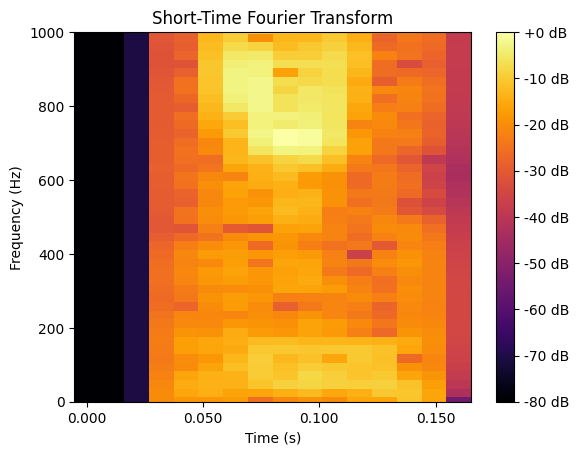 Short-Time Fourier Transform
Frequency (Hz)
1000
800
600
400
200
0
0.000
0.050
0.100
0.150
Time (s)
+0 dB
-10 dB
-20 dB
-30 dB
-40 dB
-50 dB
-60 dB
-70 dB
-80 dB